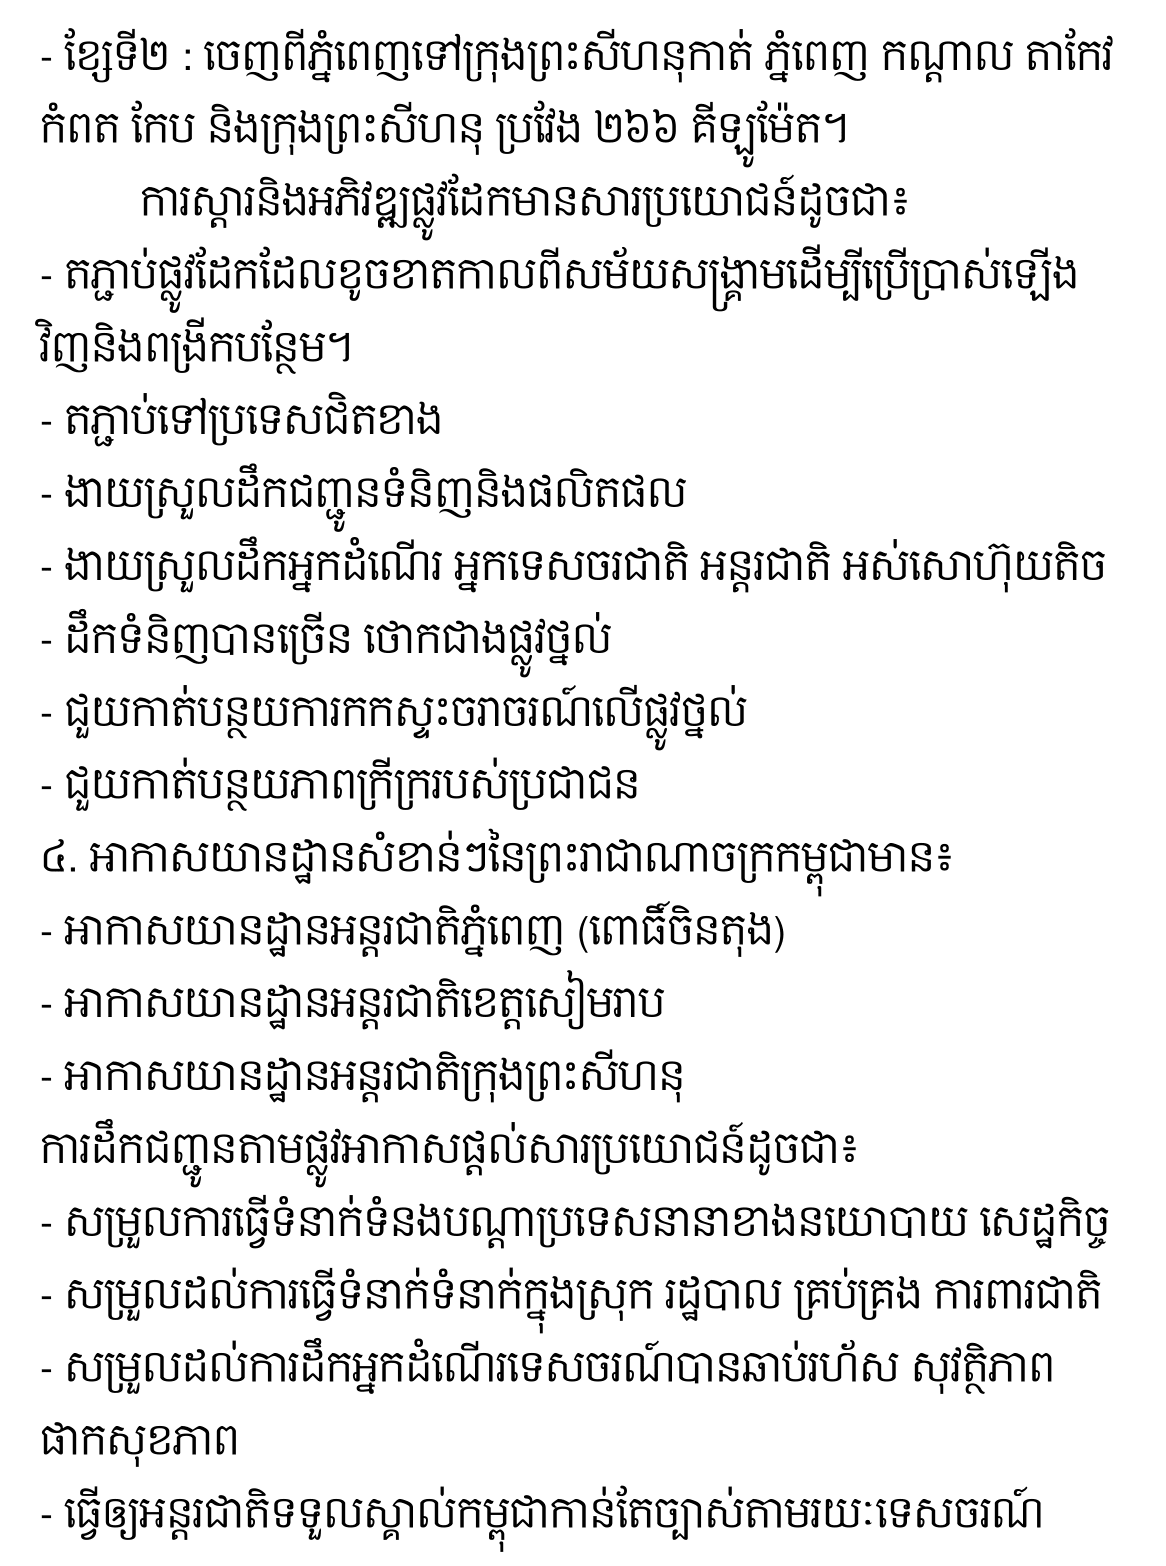 - ខ្សែទី២ : ចេញពីភ្នំពេញទៅក្រុងព្រះសីហនុកាត់ ភ្នំពេញ កណ្ដាល តាកែវ
កំពត កែប និងក្រុងព្រះសីហនុ ប្រវែង ២៦៦ គីឡូម៉ែត។
ការស្ដារនិងអភិវឌ្ឍផ្លូវដែកមានសារប្រយោជន៍ដូចជា៖
- តភ្ជាប់ផ្លូវដែកដែលខូចខាតកាលពីសម័យសង្គ្រាមដើម្បីប្រើប្រាស់ឡើង
វិញនិងពង្រីកបន្ថែម។
- តភ្ជាប់ទៅប្រទេសជិតខាង
- ងាយស្រួលដឹកជញ្ជូនទំនិញនិងផលិតផល
- ងាយស្រួលដឹកអ្នកដំណើរ អ្នកទេសចរជាតិ អន្តរជាតិ អស់សោហ៊ុយតិច
- ដឹកទំនិញបានច្រើន ថោកជាងផ្លូវថ្នល់
- ជួយកាត់បន្ថយការកកស្ទះចរាចរណ៍លើផ្លូវថ្នល់
- ជួយកាត់បន្ថយភាពក្រីក្ររបស់ប្រជាជន
៤. អាកាសយានដ្ឋានសំខាន់ៗនៃព្រះរាជាណាចក្រកម្ពុជាមាន៖
- អាកាសយានដ្ឋានអន្តរជាតិភ្នំពេញ (ពោធិ៍ចិនតុង)
- អាកាសយានដ្ឋានអន្តរជាតិខេត្តសៀមរាប
- អាកាសយានដ្ឋានអន្តរជាតិក្រុងព្រះសីហនុ
ការដឹកជញ្ជូនតាមផ្លូវអាកាសផ្ដល់សារប្រយោជន៍ដូចជា៖
- សម្រួលការធ្វើទំនាក់ទំនងបណ្ដាប្រទេសនានាខាងនយោបាយ សេដ្ឋកិច្ច
- សម្រួលដល់ការធ្វើទំនាក់ទំនាក់ក្នុងស្រុក រដ្ឋបាល គ្រប់គ្រង ការពារជាតិ
- សម្រួលដល់ការដឹកអ្នកដំណើរទេសចរណ៍បានឆាប់រហ័ស សុវត្ថិភាព
ផាកសុខភាព
- ធ្វើឲ្យអន្តរជាតិទទួលស្គាល់កម្ពុជាកាន់តែច្បាស់តាមរយៈទេសចរណ៍